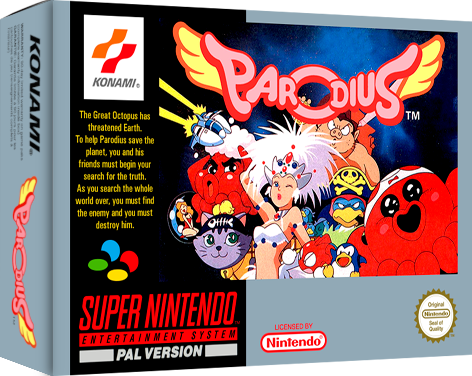 KONAMI®
PARODIUS
KONAMI®
The Great Octopus has
threatened Earth.
To help Parodius save the
planet, you and his
friends must begin your
search for the truth.
As you search the whole
world over, you must find
the enemy and you must
destroy him.
PARODIUS™
SUPER NINTENDO
ENTERTAINMENT SYSTEM
PAL VERSION
LICENSED BY
Nintendo
Original
Nintendo
Seal of
Quality